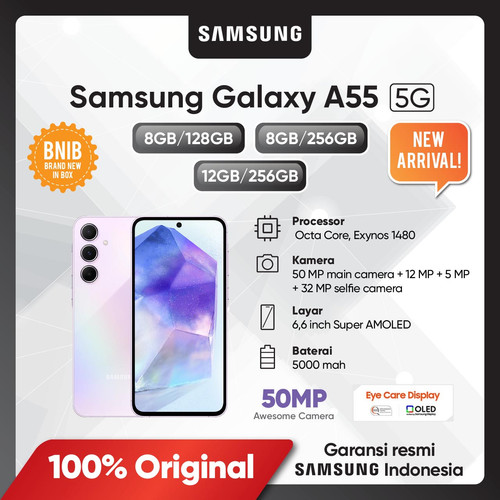 SAMSUNG
Samsung Galaxy A55 5G
8GB/128GB 8GB/256GB
12GB/256GB
BNIB
BRAND NEW
IN BOX
NEW
ARRIVAL!
Processor
Octa Core, Exynos 1480
Kamera
50 MP main camera + 12 MP + 5 MP
+ 32 MP selfie camera
Layar
6,6 inch Super AMOLED
Baterai
5000 mah
50MP
Awesome Camera
Eye Care Display
OLED
100% Original
Garansi resmi
SAMSUNG Indonesia